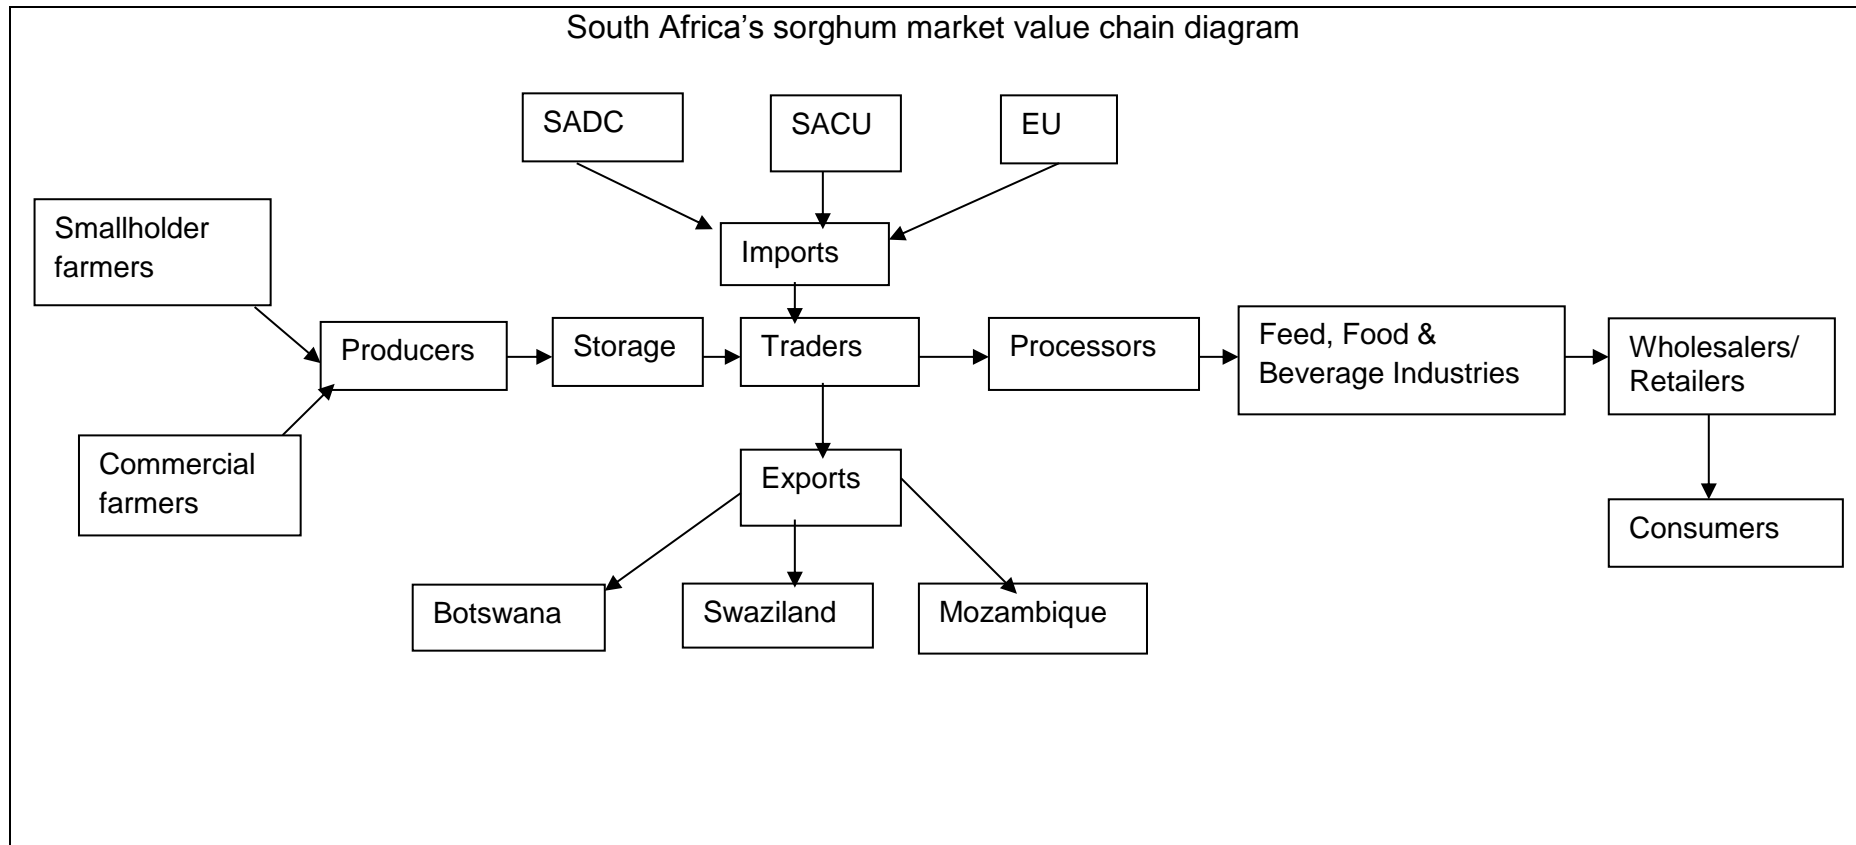 South Africa’s sorghum market value chain diagram
SADC
SACU
EU
Smallholder
farmers
Imports
Producers
Storage
Traders
Processors
Feed, Food &
Beverage Industries
Wholesalers/
Retailers
Commercial
farmers
Exports
Consumers
Botswana
Swaziland
Mozambique